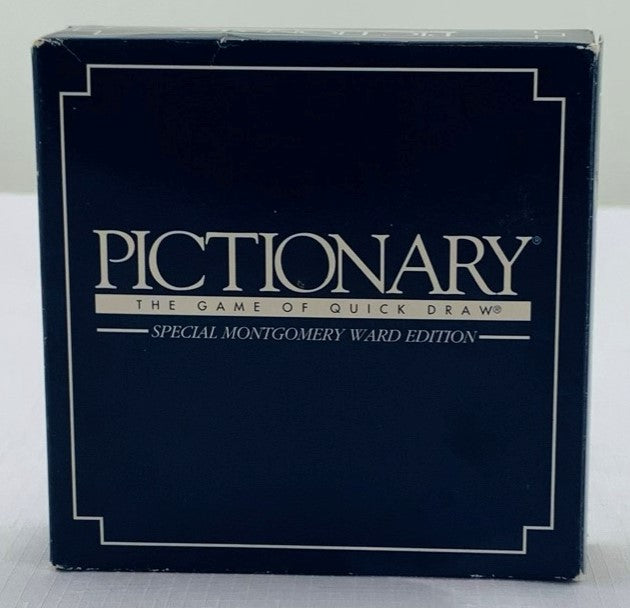 PICTIONARY®
THE GAME OF QUICK DRAW®
SPECIAL MONTGOMERY WARD EDITION